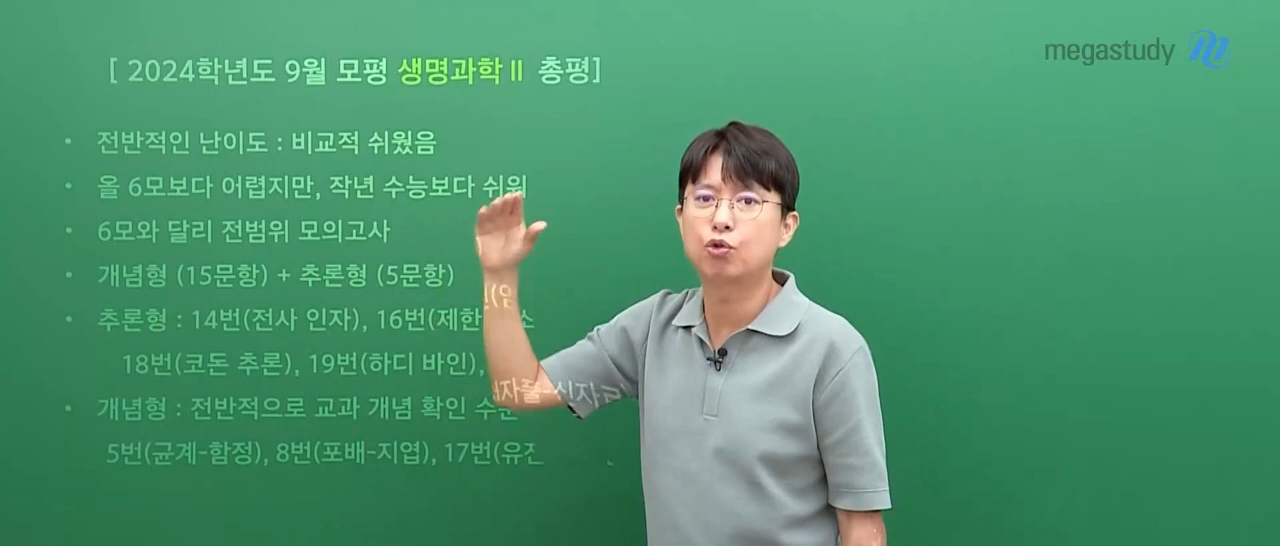 megastudy
[ 2024학년도 9월 모평 생명과학 II 총평]
• 전반적인 난이도 : 비교적 쉬웠음
• 올 6모보다 어렵지만, 작년 수능보다
• 6모와 달리 전범위 모의고사
• 개념형 (15문항) + 추론형 (5문항)
• 추론형 : 14번(전사 인자), 16번(제한
18번(코돈 추론), 19번(하디 바인),
• 개념형 : 전반적으로 교과 개념 확인
5번(균계-함정), 8번(포배-지엽), 17번(유전